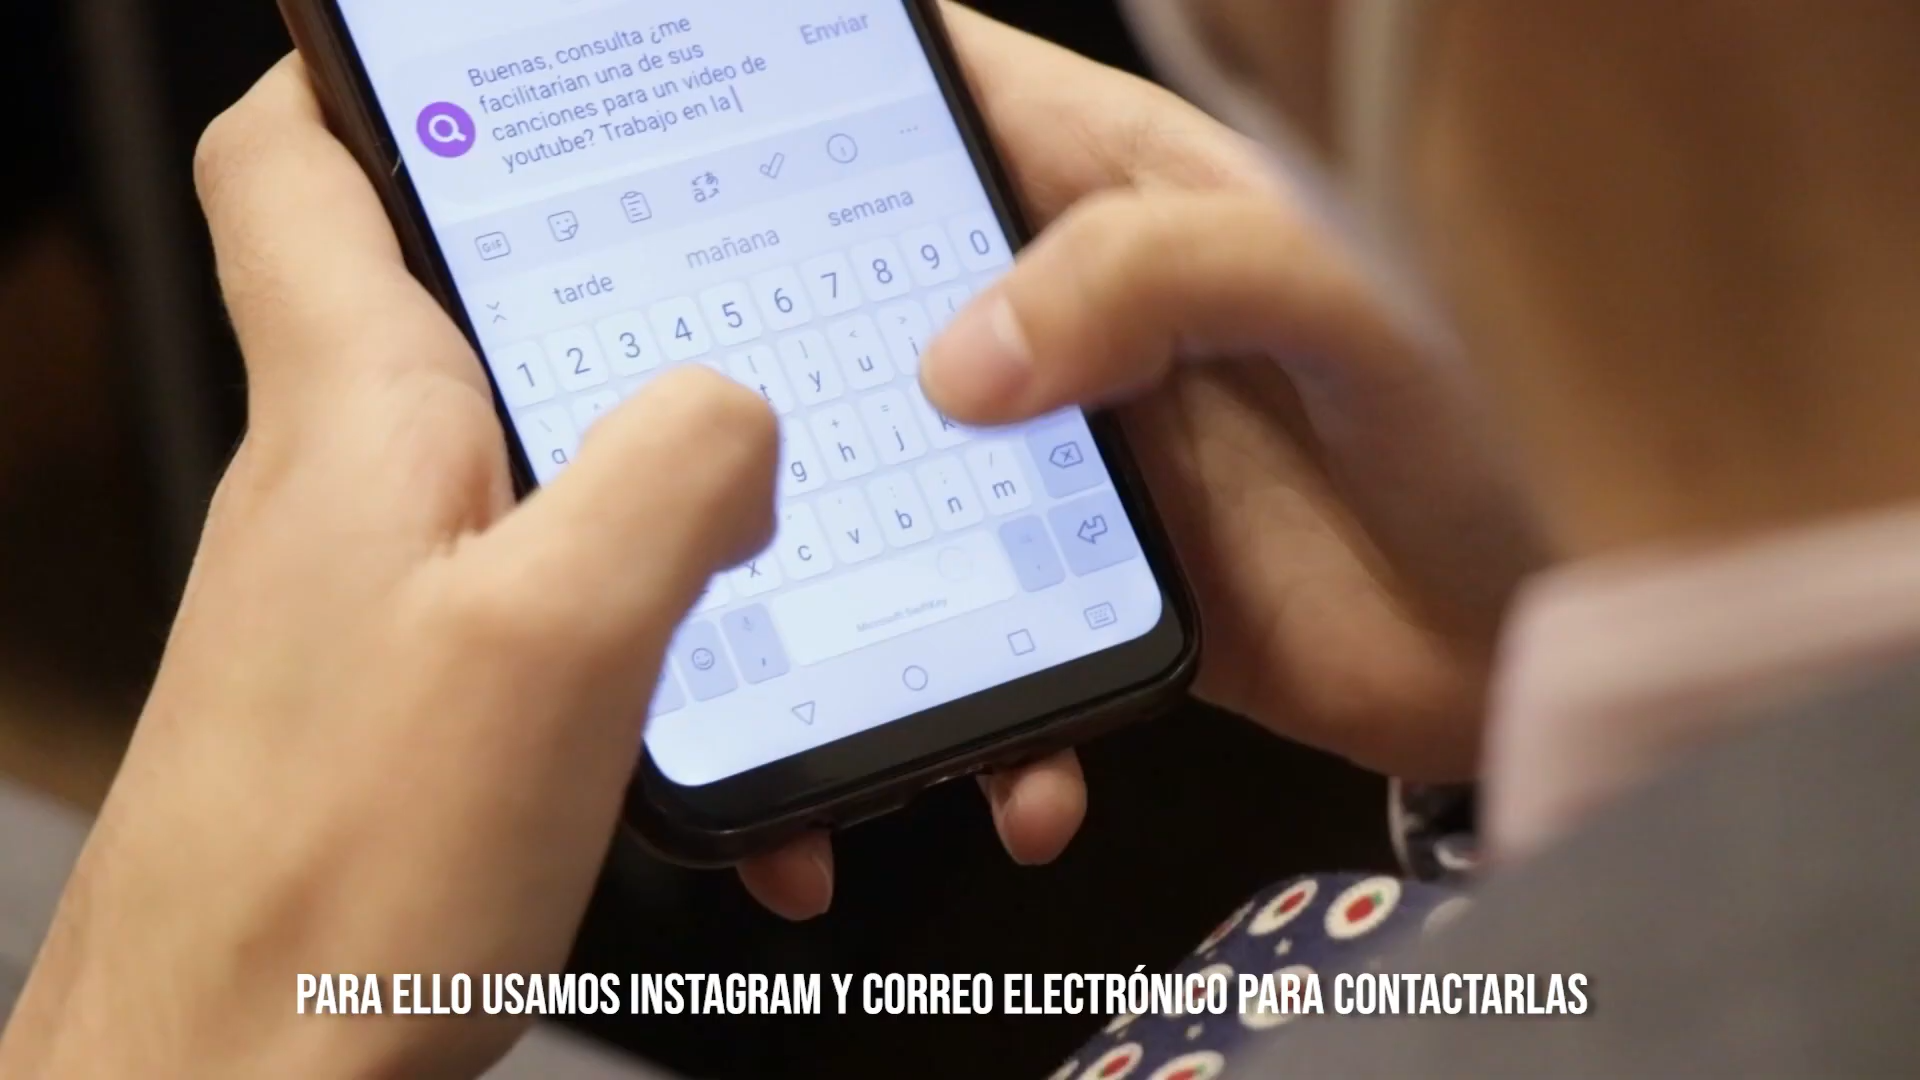 Buenas, consulta ¿me
facilitarían una de sus
canciones para un video de
youtube? Trabajo en la
Enviar
GIF
tarde mañana semana
1 2 3 4 5 6 7 8 9 0
t y u i
g h j k
x c v b n m
,
Microsoft SwiftKey
PARA ELLO USAMOS INSTAGRAM Y CORREO ELECTRÓNICO PARA CONTACTARLAS